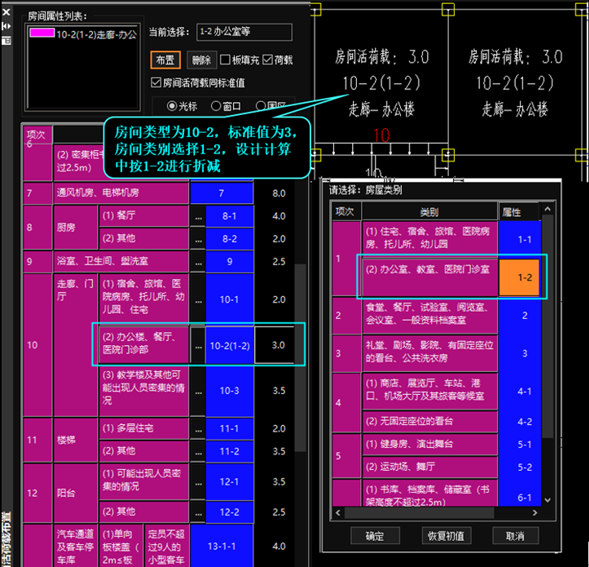 房间属性列表:
10-2(1-2)走廊-办公
当前选择:
1-2 办公室等
布置
删除
板填充
荷载
房间活荷载同标准值
光标
窗口
项次
6
(2) 密集柜书
过2.5m)
7
通风机房、电梯机房
7
8.0
8
厨房
(1) 餐厅
...
8-1
4.0
(2) 其他
...
8-2
2.0
9
浴室、卫生间、盥洗室
...
9
2.5
10
走廊、门
厅
(1) 宿舍、旅馆、医
院病房、托儿所、幼
儿园、住宅
...
10-1
2.0
(2) 办公楼、餐厅、
医院门诊部
...
10-2(1-2)
3.0
(3) 教学楼及其他可
能出现人员密集的情
况
...
10-3
3.5
11
楼梯
(1) 多层住宅
...
11-1
2.0
(2) 其他
...
11-2
3.5
12
阳台
(1) 可能出现人员密
集的情况
...
12-1
3.5
(2) 其他
...
12-2
2.5
汽车通道
及客车停
车库
(1)单向
板楼盖(
2m≤板
定员不超
过9人的
小型客车
13-1-1
4.0
活荷载布置
房间类型为10-2，标准值为3，
房间类别选择1-2，设计计算
中按1-2进行折减
房间活荷载: 3.0
10-2(1-2)
走廊-办公楼
房间活荷载: 3.0
10-2(1-2)
走廊-办公楼
10
10
请选择: 房屋类别
项次
类别
属性
1
(1) 住宅、宿舍、旅馆、医院病
房、托儿所、幼儿园
1-1
(2) 办公室、教室、医院门诊室
1-2
2
食堂、餐厅、试验室、阅览室、
会议室、一般资料档案室
2
3
礼堂、剧场、影院、有固定座位
的看台、公共洗衣房
3
4
(1) 商店、展览厅、车站、港
口、机场大厅及其旅客等候室
4-1
(2) 无固定座位的看台
4-2
5
(1) 健身房、演出舞台
5-1
(2) 运动场、舞厅
5-2
(1) 书库、档案库、储藏室（书
架高度不超过2.5m）
6-1
确定
恢复初值
取消